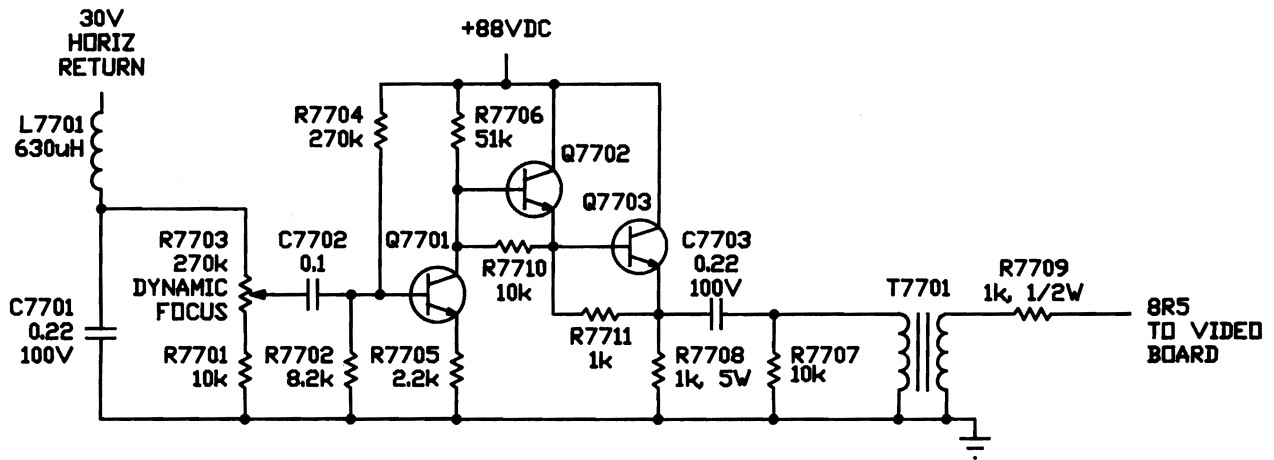 30V
HORIZ
RETURN
+88VDC
L7701
630uH
R7704
270k
R7706
51k
Q7702
Q7703
R7703
270k
DYNAMIC
FOCUS
C7702
0.1
Q7701
R7710
10k
C7703
0.22
100V
T7701
R7709
1k, 1/2W
8R5
TO VIDEO
BOARD
C7701
0.22
100V
R7701
10k
R7702
8.2k
R7705
2.2k
R7711
1k
R7708
1k, 5W
R7707
10k